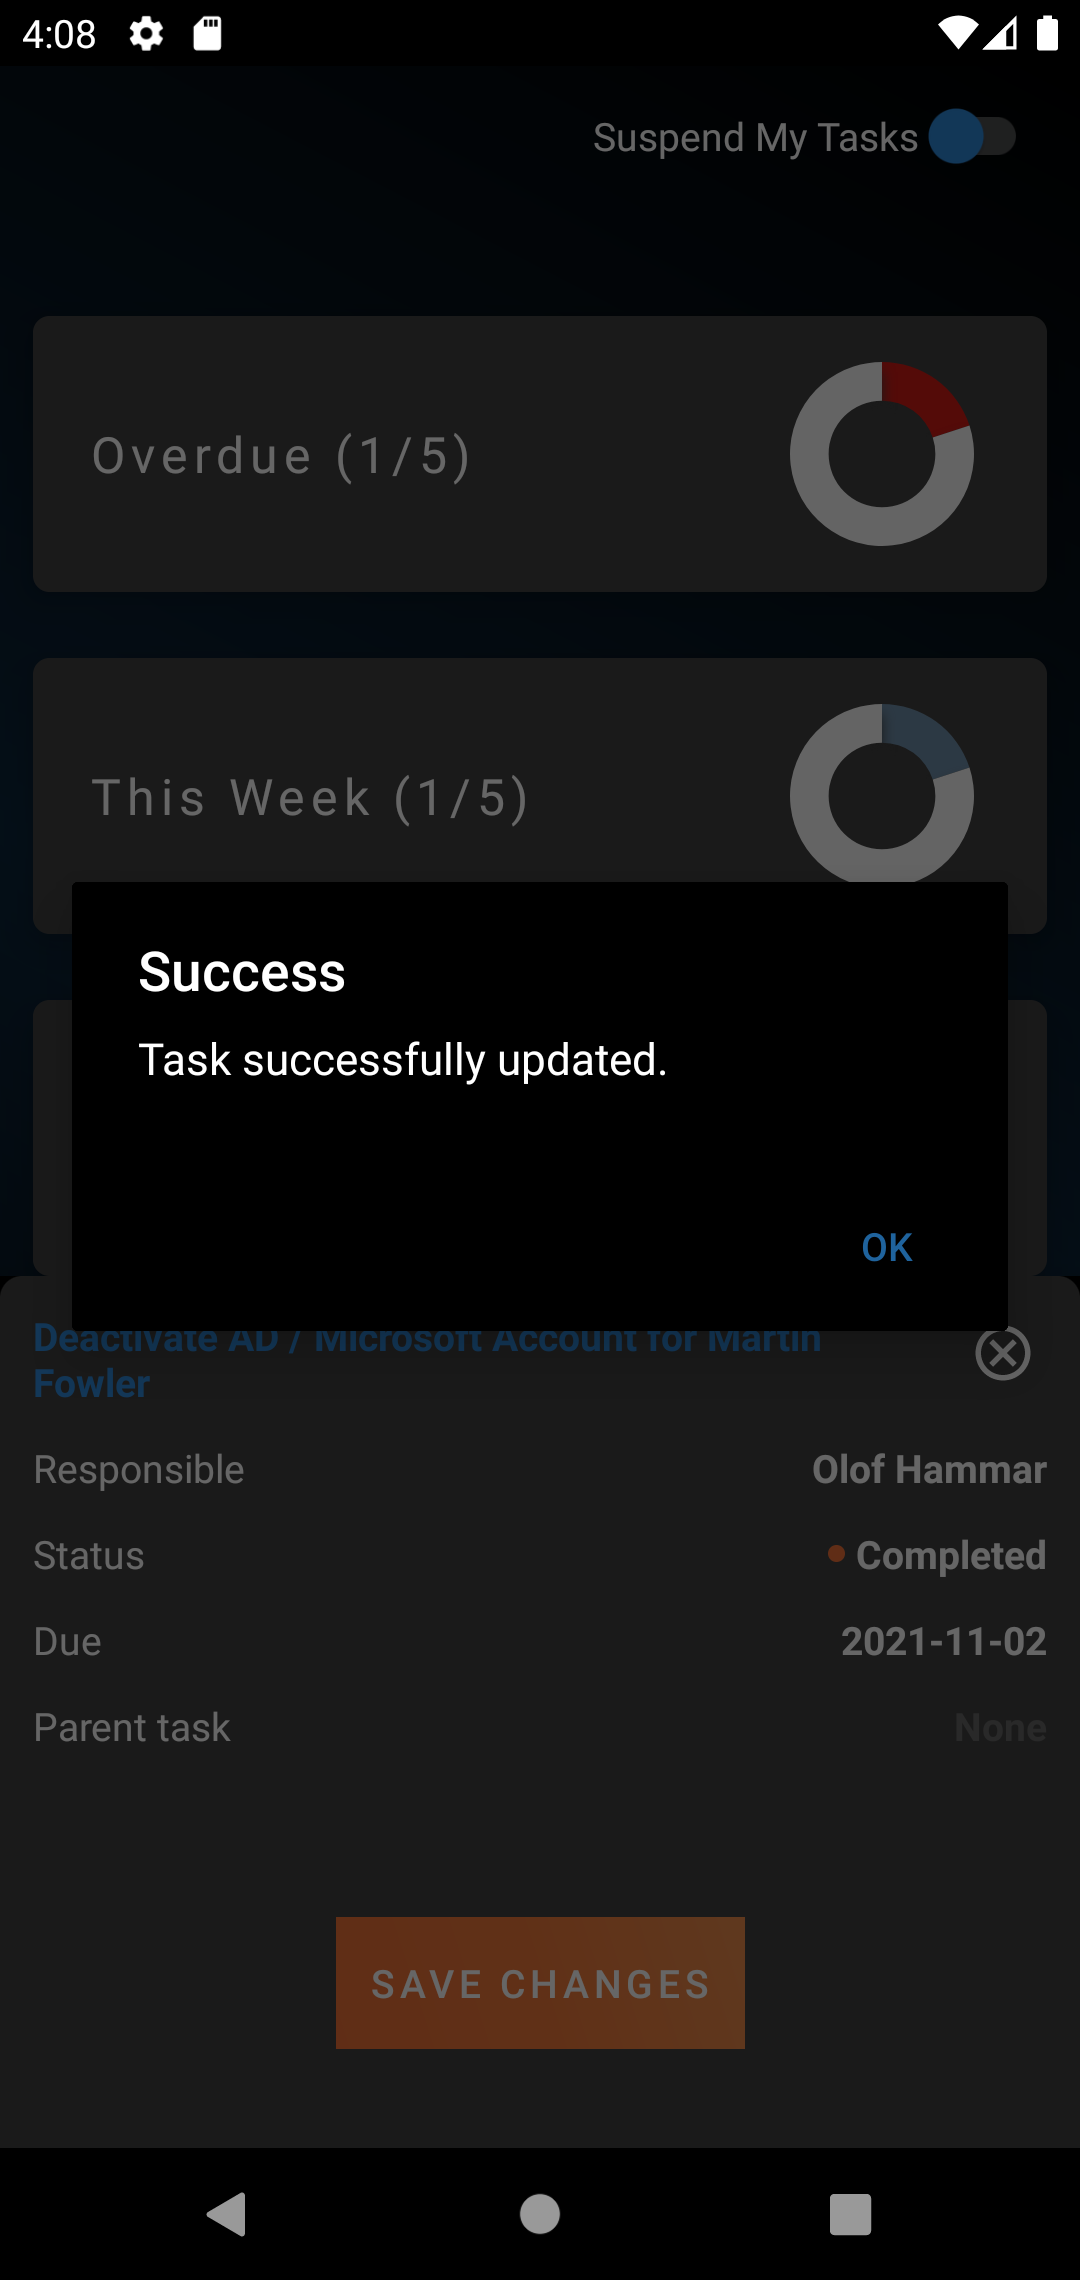 4:08
Suspend My Tasks
Overdue (1/5)
This Week (1/5)
Success
Task successfully updated.
OK
Deactivate AD / Microsoft Account for Martin
Fowler
Responsible
Olof Hammar
Status
Completed
Due
2021-11-02
Parent task
None
SAVE CHANGES